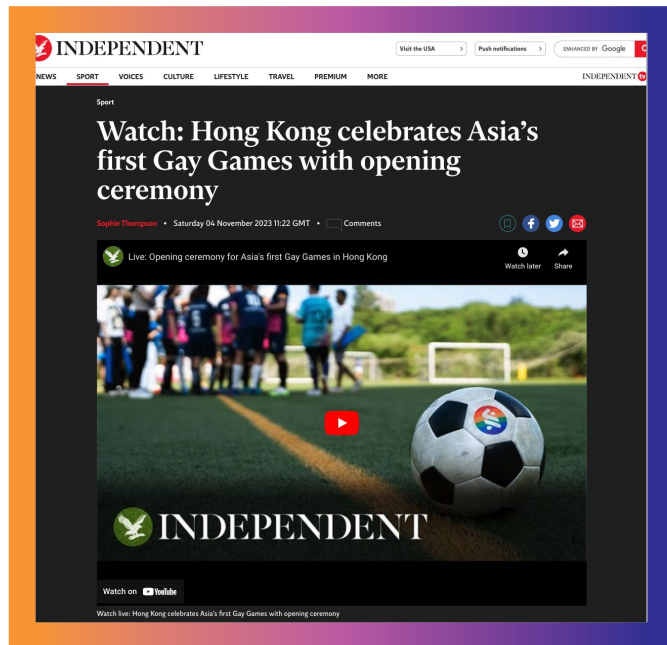 INDEPENDENT
Visit the USA >
Push notifications >
ENHANCED BY Google
NEWS SPORT VOICES CULTURE LIFESTYLE TRAVEL PREMIUM MORE
INDEPENDENT tv
Sport
Watch: Hong Kong celebrates Asia's
first Gay Games with opening
ceremony
Sophie Thompson • Saturday 04 November 2023 11:22 GMT • Comments
Live: Opening ceremony for Asia's first Gay Games in Hong Kong
Watch later
Share
INDEPENDENT
Watch on YouTube
Watch live: Hong Kong celebrates Asia's first Gay Games with opening ceremony